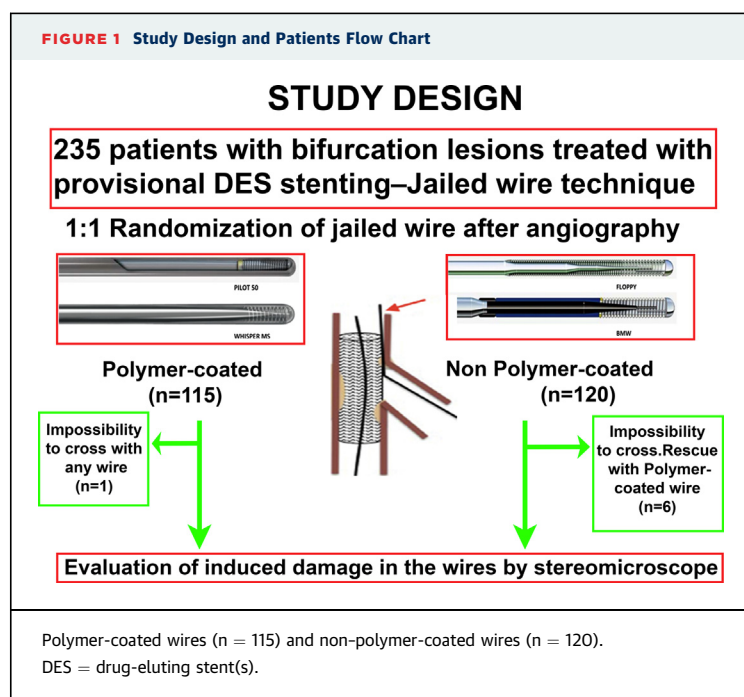 FIGURE 1 Study Design and Patients Flow Chart
STUDY DESIGN
235 patients with bifurcation lesions treated with
provisional DES stenting–Jailed wire technique
1:1 Randomization of jailed wire after angiography
PILOT 50
WHISPER MS
FLOPPY
BMW
Polymer-coated
(n=115)
Non Polymer-coated
(n=120)
Impossibility
to cross with
any wire
(n=1)
Impossibility
to cross.Rescue
with Polymer-
coated wire
(n=6)
Evaluation of induced damage in the wires by stereomicroscope
Polymer-coated wires (n = 115) and non-polymer-coated wires (n = 120).
DES = drug-eluting stent(s).